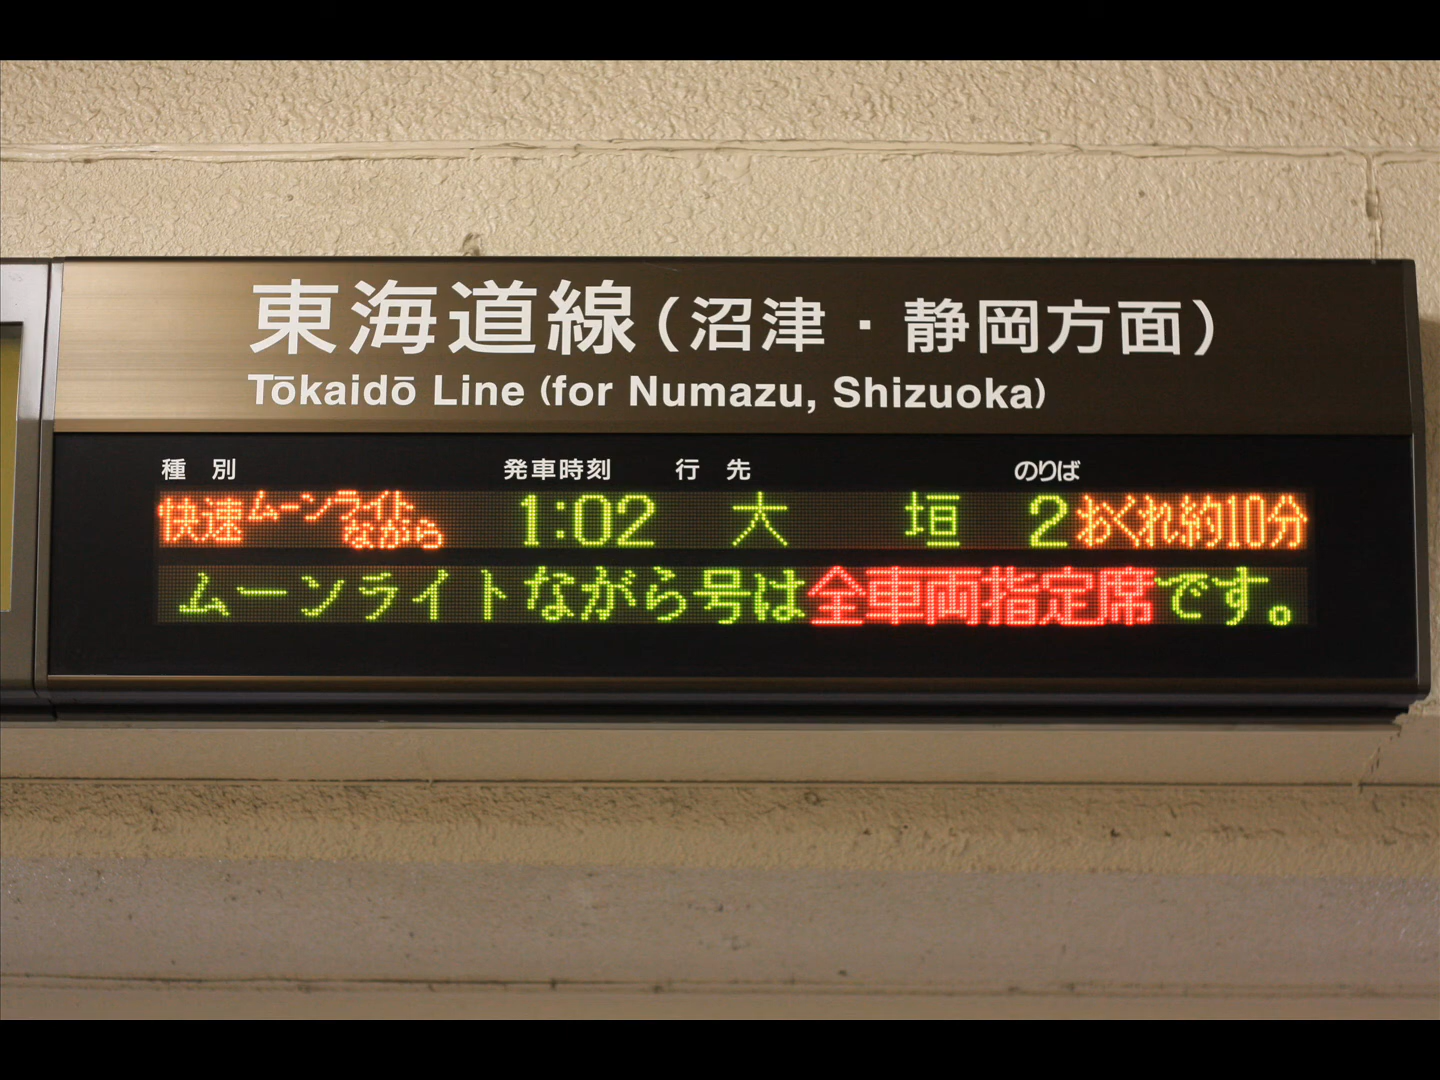 東海道線(沼津・静岡方面)
Tōkaidō Line (for Numazu, Shizuoka)
種別 発車時刻 行先 のりば
快速ムーンライトながら 1:02 大垣 2 おくれ約10分
ムーンライトながら号は全車両指定席です。